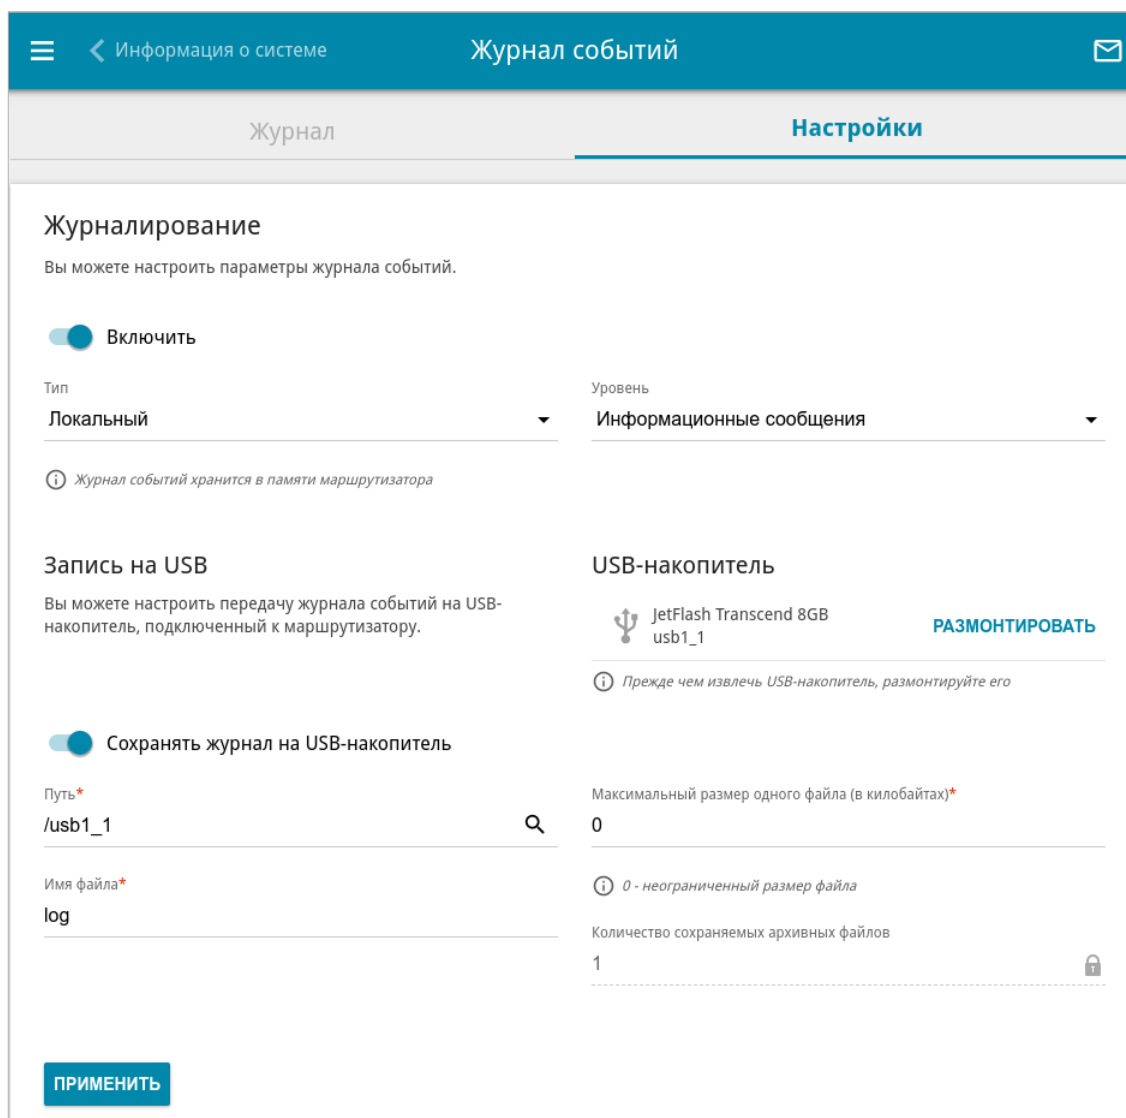 Информация о системе
Журнал событий
Журнал
Настройки
Журналирование
Вы можете настроить параметры журнала событий.
Включить
Тип
Локальный
Уровень
Информационные сообщения
Журнал событий хранится в памяти маршрутизатора
Запись на USB
Вы можете настроить передачу журнала событий на USB-
накопитель, подключенный к маршрутизатору.
USB-накопитель
JetFlash Transcend 8GB
usb1_1
РАЗМОНТИРОВАТЬ
Прежде чем извлечь USB-накопитель, размонтируйте его
Сохранять журнал на USB-накопитель
Путь*
/usb1_1
Максимальный размер одного файла (в килобайтах)*
0
Имя файла*
log
0 - неограниченный размер файла
Количество сохраняемых архивных файлов
1
ПРИМЕНИТЬ